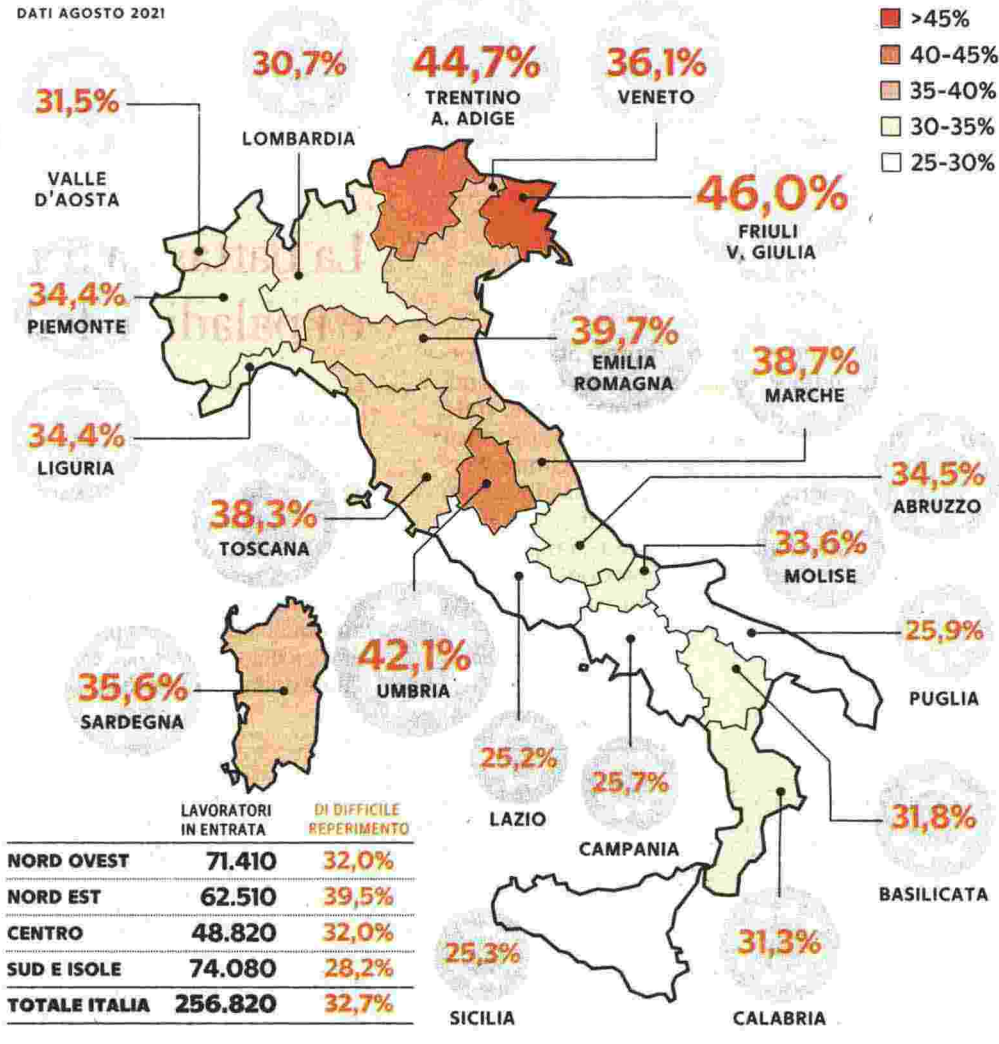 DATI AGOSTO 2021
>45%
40-45%
35-40%
30-35%
25-30%
31,5%
VALLE
D'AOSTA
30,7%
LOMBARDIA
44,7%
TRENTINO
A. ADIGE
36,1%
VENETO
46,0%
FRIULI
V. GIULIA
34,4%
PIEMONTE
39,7%
EMILIA
ROMAGNA
38,7%
MARCHE
34,4%
LIGURIA
38,3%
TOSCANA
34,5%
ABRUZZO
33,6%
MOLISE
35,6%
SARDEGNA
42,1%
UMBRIA
25,9%
PUGLIA
25,2%
LAZIO
25,7%
CAMPANIA
31,8%
BASILICATA
25,3%
SICILIA
31,3%
CALABRIA
LAVORATORI DI DIFFICILE
IN ENTRATA REPERIMENTO
NORD OVEST 71.410 32,0%
NORD EST 62.510 39,5%
CENTRO 48.820 32,0%
SUD E ISOLE 74.080 28,2%
TOTALE ITALIA 256.820 32,7%